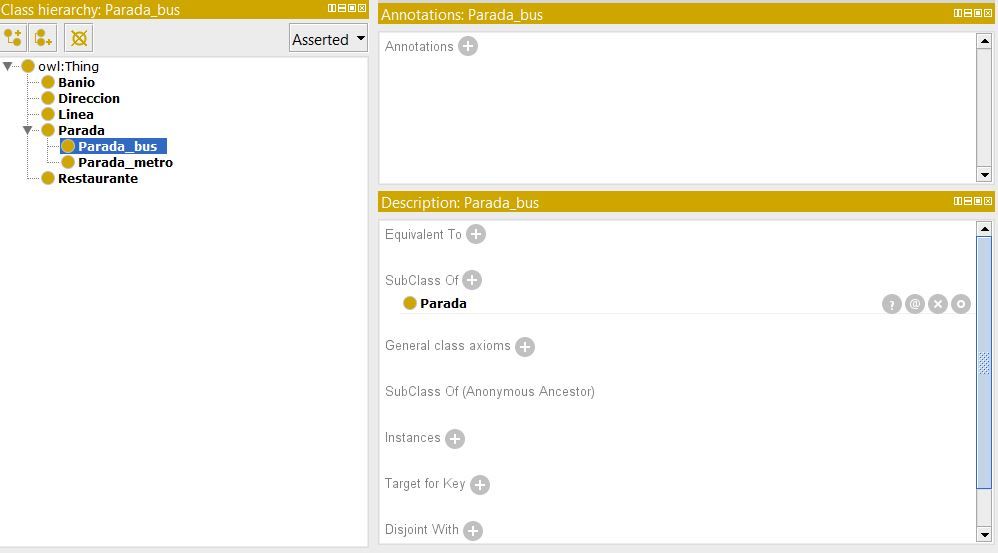 Class hierarchy: Parada_bus
Asserted
owl:Thing
Banio
Direccion
Linea
Parada
Parada_bus
Parada_metro
Restaurante
Annotations: Parada_bus
Annotations
Description: Parada_bus
Equivalent To
SubClass Of
Parada
? @
General class axioms
SubClass Of (Anonymous Ancestor)
Instances
Target for Key
Disjoint With